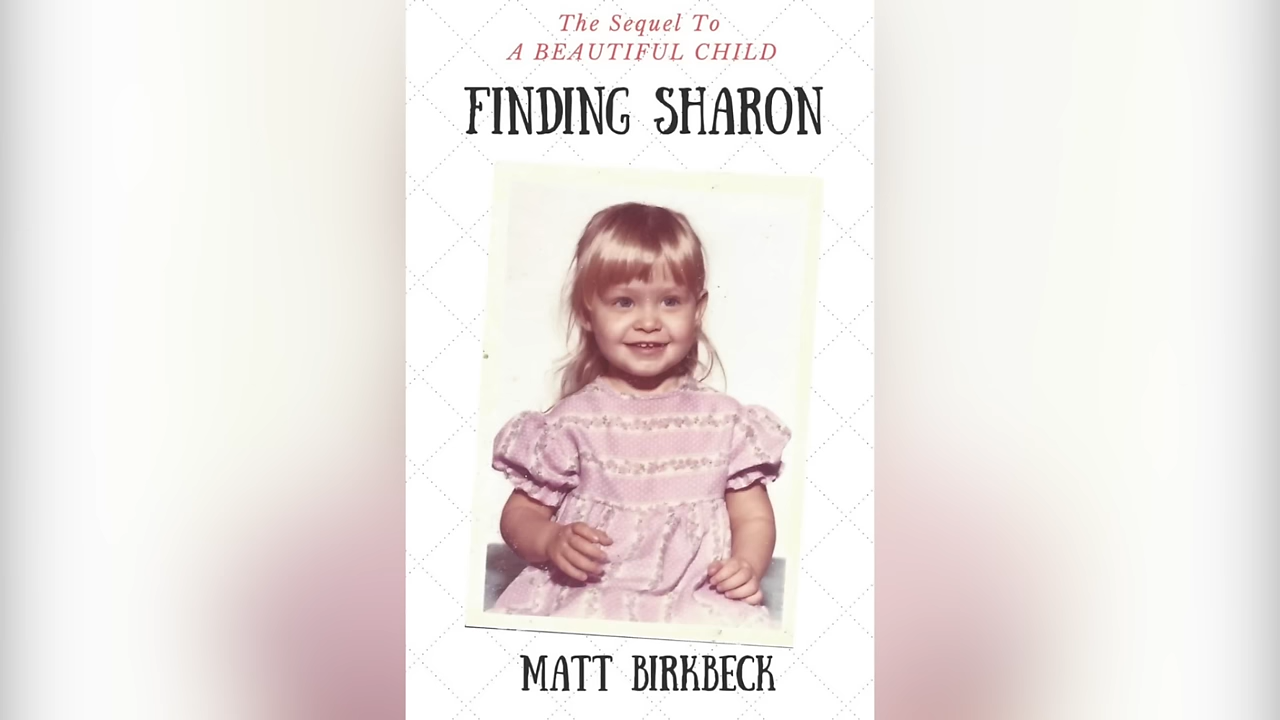 The Sequel To
A BEAUTIFUL CHILD
FINDING SHARON
MATT BIRKBECK